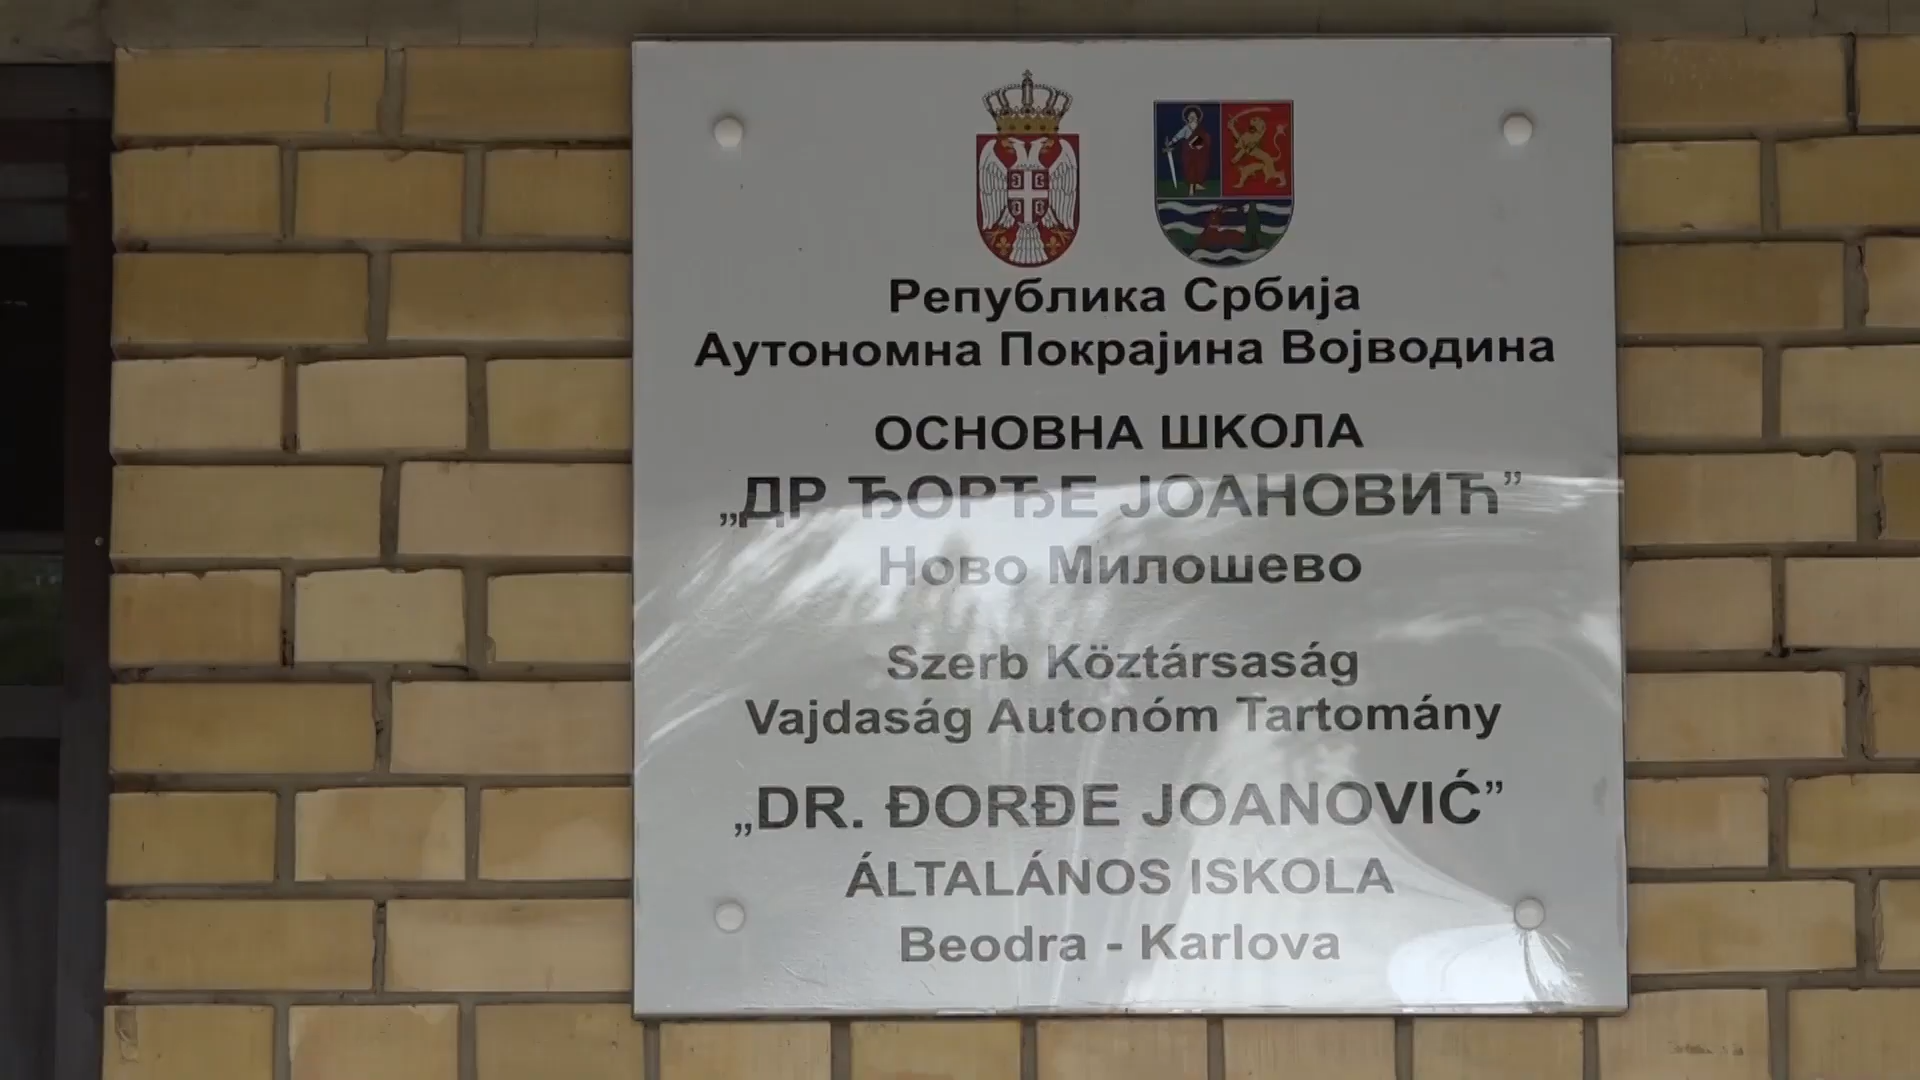 Република Србија
Аутономна Покрајина Војводина
ОСНОВНА ШКОЛА
„ДР ЂОРЂЕ ЈОАНОВИЋ”
Ново Милошево
Szerb Köztársaság
Vajdaság Autonóm Tartomány
„DR. ĐORĐE JOANOVIĆ”
ÁLTALÁNOS ISKOLA
Beodra - Karlova